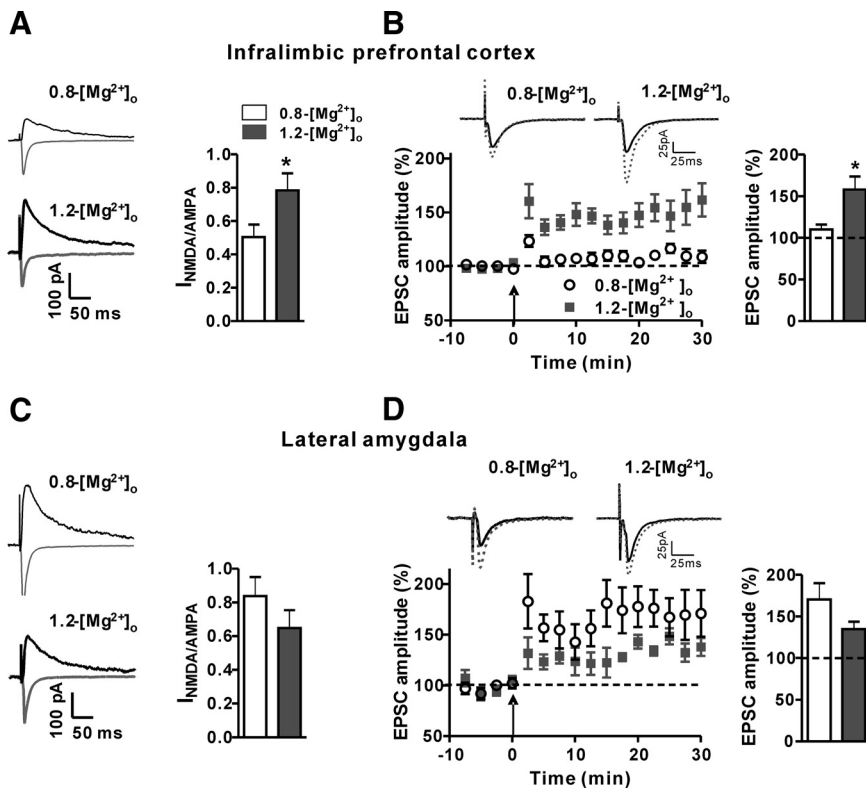 A
B
Infralimbic prefrontal cortex
0.8-[Mg²⁺]ₒ
0.8-[Mg²⁺]ₒ
1.2-[Mg²⁺]ₒ
1.2-[Mg²⁺]ₒ
100 pA
50 ms
0.8-[Mg²⁺]ₒ
1.2-[Mg²⁺]ₒ
*
I_NMDA/AMPA
1.0
0.8
0.6
0.4
0.2
0.0
25pA
25ms
EPSC amplitude (%)
200
150
100
50
0.8-[Mg²⁺]ₒ
1.2-[Mg²⁺]ₒ
-10 0 10 20 30
Time (min)
EPSC amplitude (%)
200
150
100
50
0
*
C
D
Lateral amygdala
0.8-[Mg²⁺]ₒ
0.8-[Mg²⁺]ₒ
1.2-[Mg²⁺]ₒ
1.2-[Mg²⁺]ₒ
100 pA
50 ms
I_NMDA/AMPA
1.0
0.8
0.6
0.4
0.2
0.0
25pA
25ms
EPSC amplitude (%)
200
150
100
50
-10 0 10 20 30
Time (min)
EPSC amplitude (%)
200
150
100
50
0